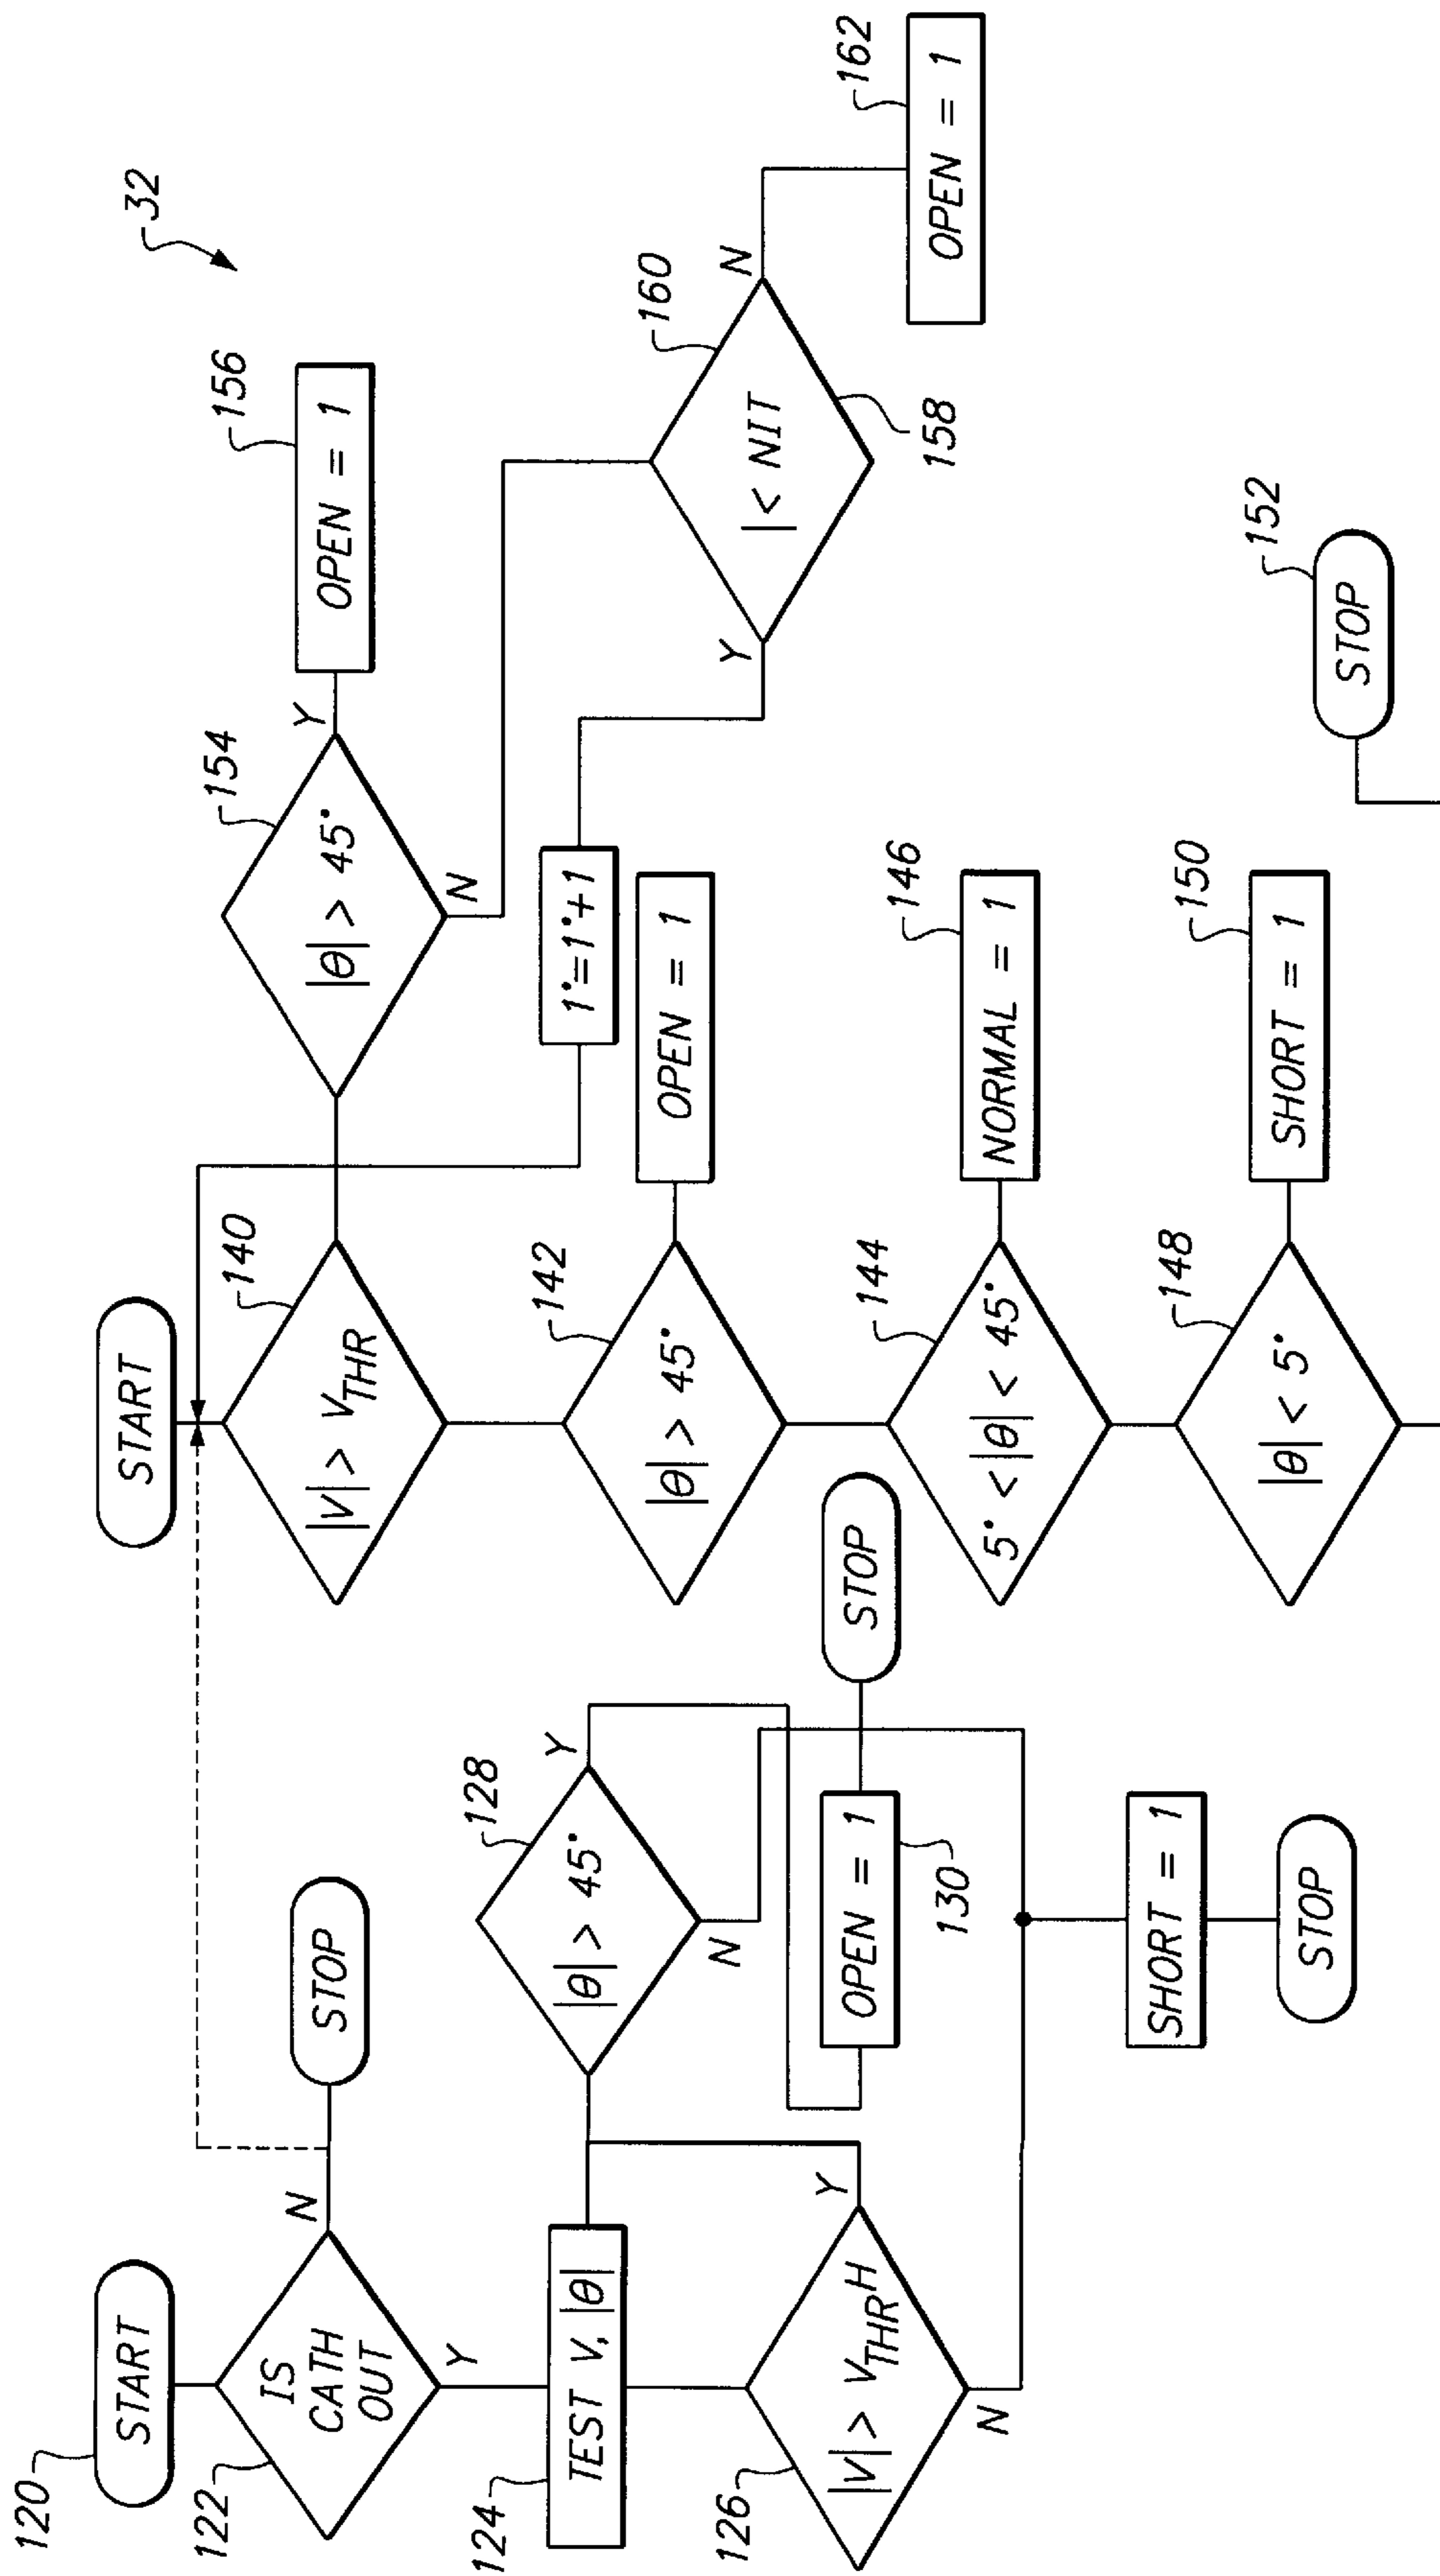 32
120
START
122
IS
CATH
OUT
N
STOP
Y
124
TEST V, |θ|
126
|V| > VTHRH
Y
N
128
|θ| > 45°
Y
N
OPEN = 1
130
STOP
SHORT = 1
STOP
START
140
|V| > VTHR
142
|θ| > 45°
OPEN = 1
144
5° < |θ| < 45°
146
NORMAL = 1
148
|θ| < 5°
150
SHORT = 1
152
STOP
154
|θ| > 45°
Y
N
156
OPEN = 1
1°=1°+1
160
|< NIT
158
Y
N
162
OPEN = 1